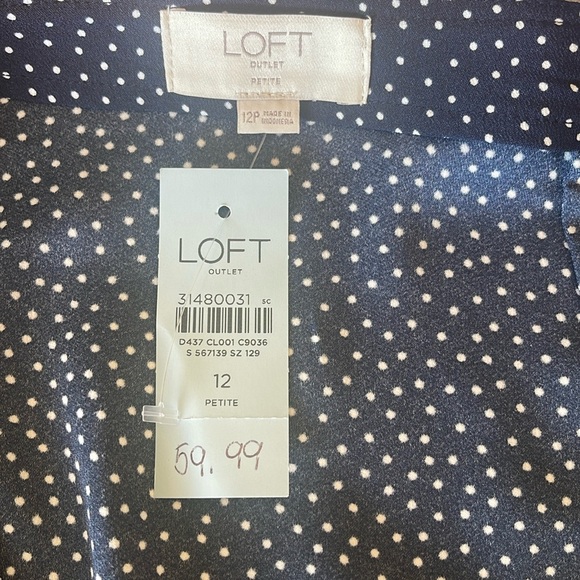 LOFT
OUTLET
PETITE
12P MADE IN
INDONESIA
LOFT
OUTLET
31480031 SC
D437 CL001 C9036
S 567139 SZ 129
12
PETITE
59.99